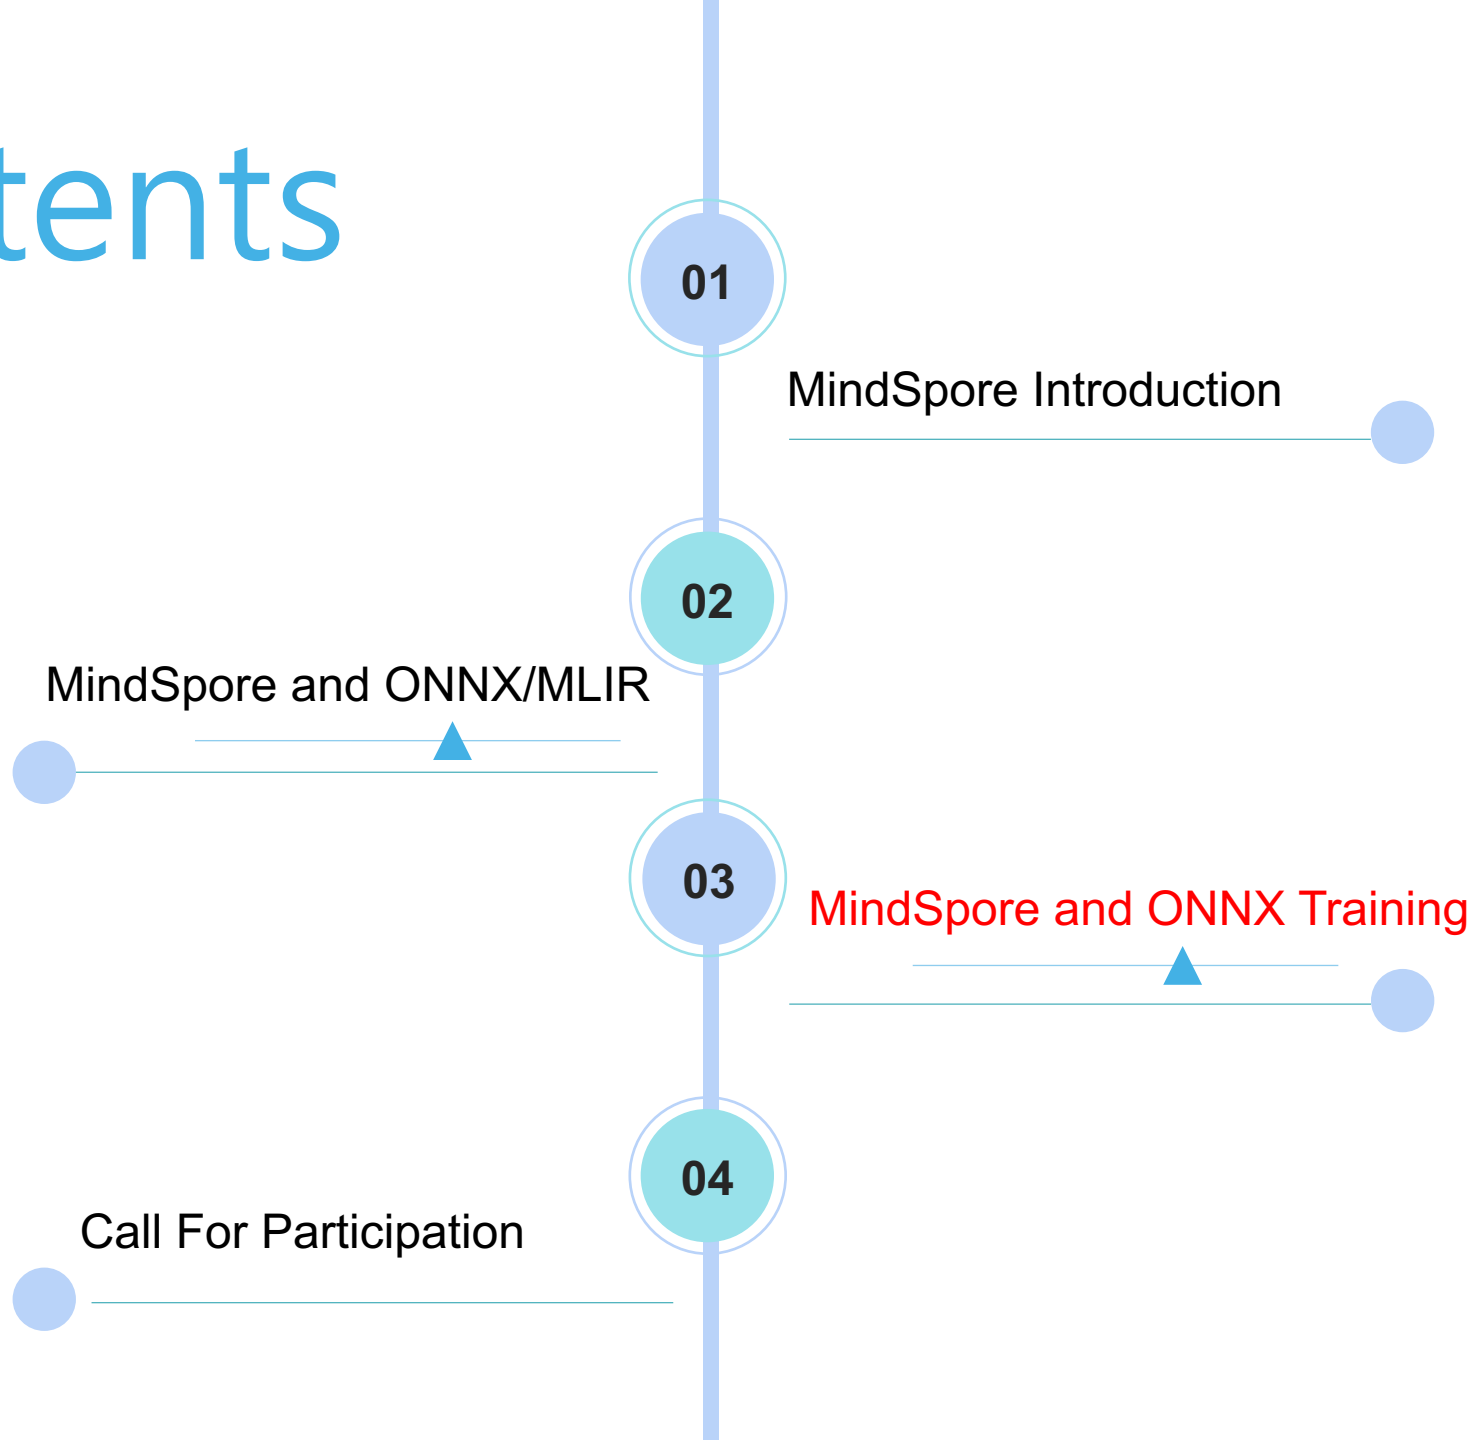 tents
01
MindSpore Introduction
02
MindSpore and ONNX/MLIR
03
MindSpore and ONNX Training
04
Call For Participation